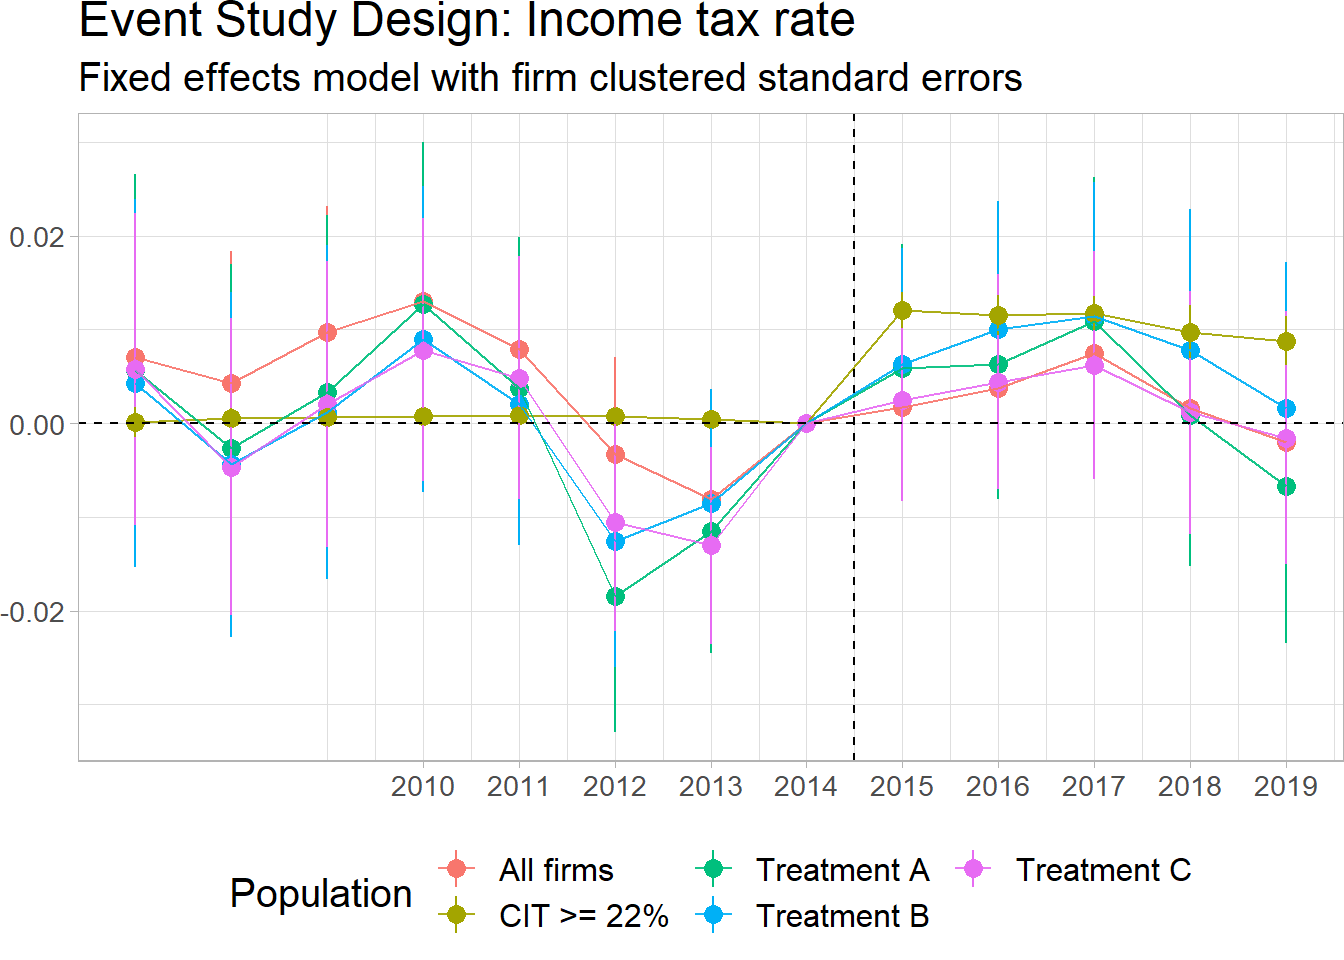 Event Study Design: Income tax rate
Fixed effects model with firm clustered standard errors
0.02
0.00
-0.02
2010 2011 2012 2013 2014 2015 2016 2017 2018 2019
Population
All firms
Treatment A
Treatment C
CIT >= 22%
Treatment B